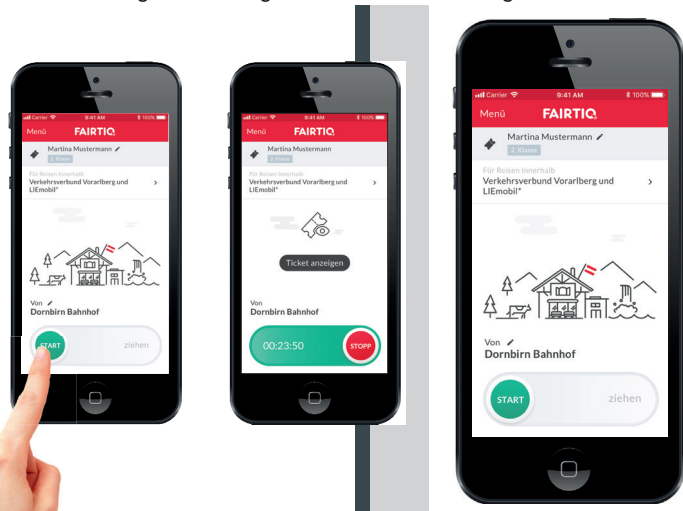 Carrier 9:41 AM 100%
Menü FAIRTIQ
Martina Mustermann
2. Klasse
Für Reisen innerhalb
Verkehrsverbund Vorarlberg und
LIEmobil*
Von
Dornbirn Bahnhof
START ziehen
Carrier 9:41 AM 100%
Menü FAIRTIQ
Martina Mustermann
2. Klasse
Für Reisen innerhalb
Verkehrsverbund Vorarlberg und
LIEmobil*
Ticket anzeigen
Von
Dornbirn Bahnhof
00:23:50 STOPP
Carrier 9:41 AM 100%
Menü FAIRTIQ
Martina Mustermann
2. Klasse
Für Reisen innerhalb
Verkehrsverbund Vorarlberg und
LIEmobil*
Von
Dornbirn Bahnhof
START ziehen